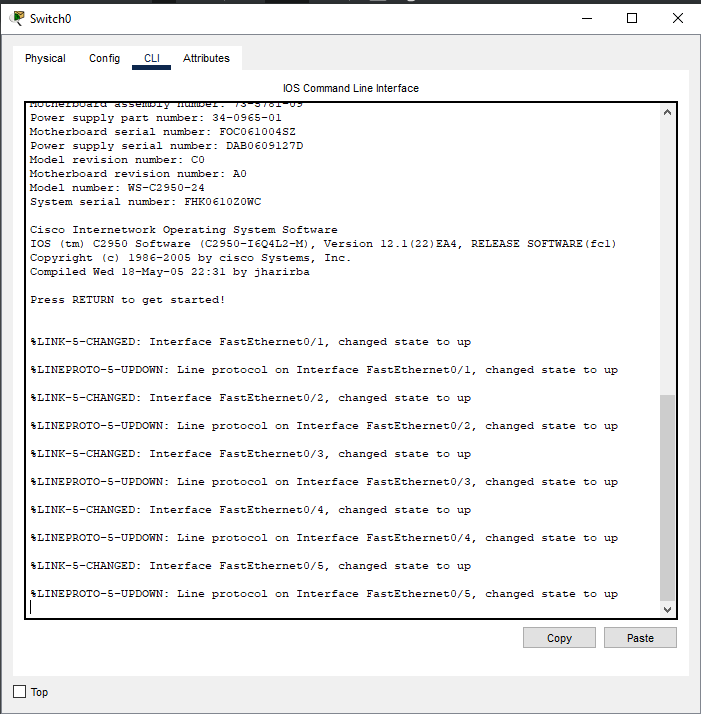 Switch0
Physical Config CLI Attributes
IOS Command Line Interface
Motherboard assembly number: 73-5781-09
Power supply part number: 34-0965-01
Motherboard serial number: FOC061004SZ
Power supply serial number: DAB0609127D
Model revision number: C0
Motherboard revision number: A0
Model number: WS-C2950-24
System serial number: FHK0610Z0WC
Cisco Internetwork Operating System Software
IOS (tm) C2950 Software (C2950-I6Q4L2-M), Version 12.1(22)EA4, RELEASE SOFTWARE(fc1)
Copyright (c) 1986-2005 by cisco Systems, Inc.
Compiled Wed 18-May-05 22:31 by jharirba
Press RETURN to get started!
%LINK-5-CHANGED: Interface FastEthernet0/1, changed state to up
%LINEPROTO-5-UPDOWN: Line protocol on Interface FastEthernet0/1, changed state to up
%LINK-5-CHANGED: Interface FastEthernet0/2, changed state to up
%LINEPROTO-5-UPDOWN: Line protocol on Interface FastEthernet0/2, changed state to up
%LINK-5-CHANGED: Interface FastEthernet0/3, changed state to up
%LINEPROTO-5-UPDOWN: Line protocol on Interface FastEthernet0/3, changed state to up
%LINK-5-CHANGED: Interface FastEthernet0/4, changed state to up
%LINEPROTO-5-UPDOWN: Line protocol on Interface FastEthernet0/4, changed state to up
%LINK-5-CHANGED: Interface FastEthernet0/5, changed state to up
%LINEPROTO-5-UPDOWN: Line protocol on Interface FastEthernet0/5, changed state to up
Copy Paste
Top